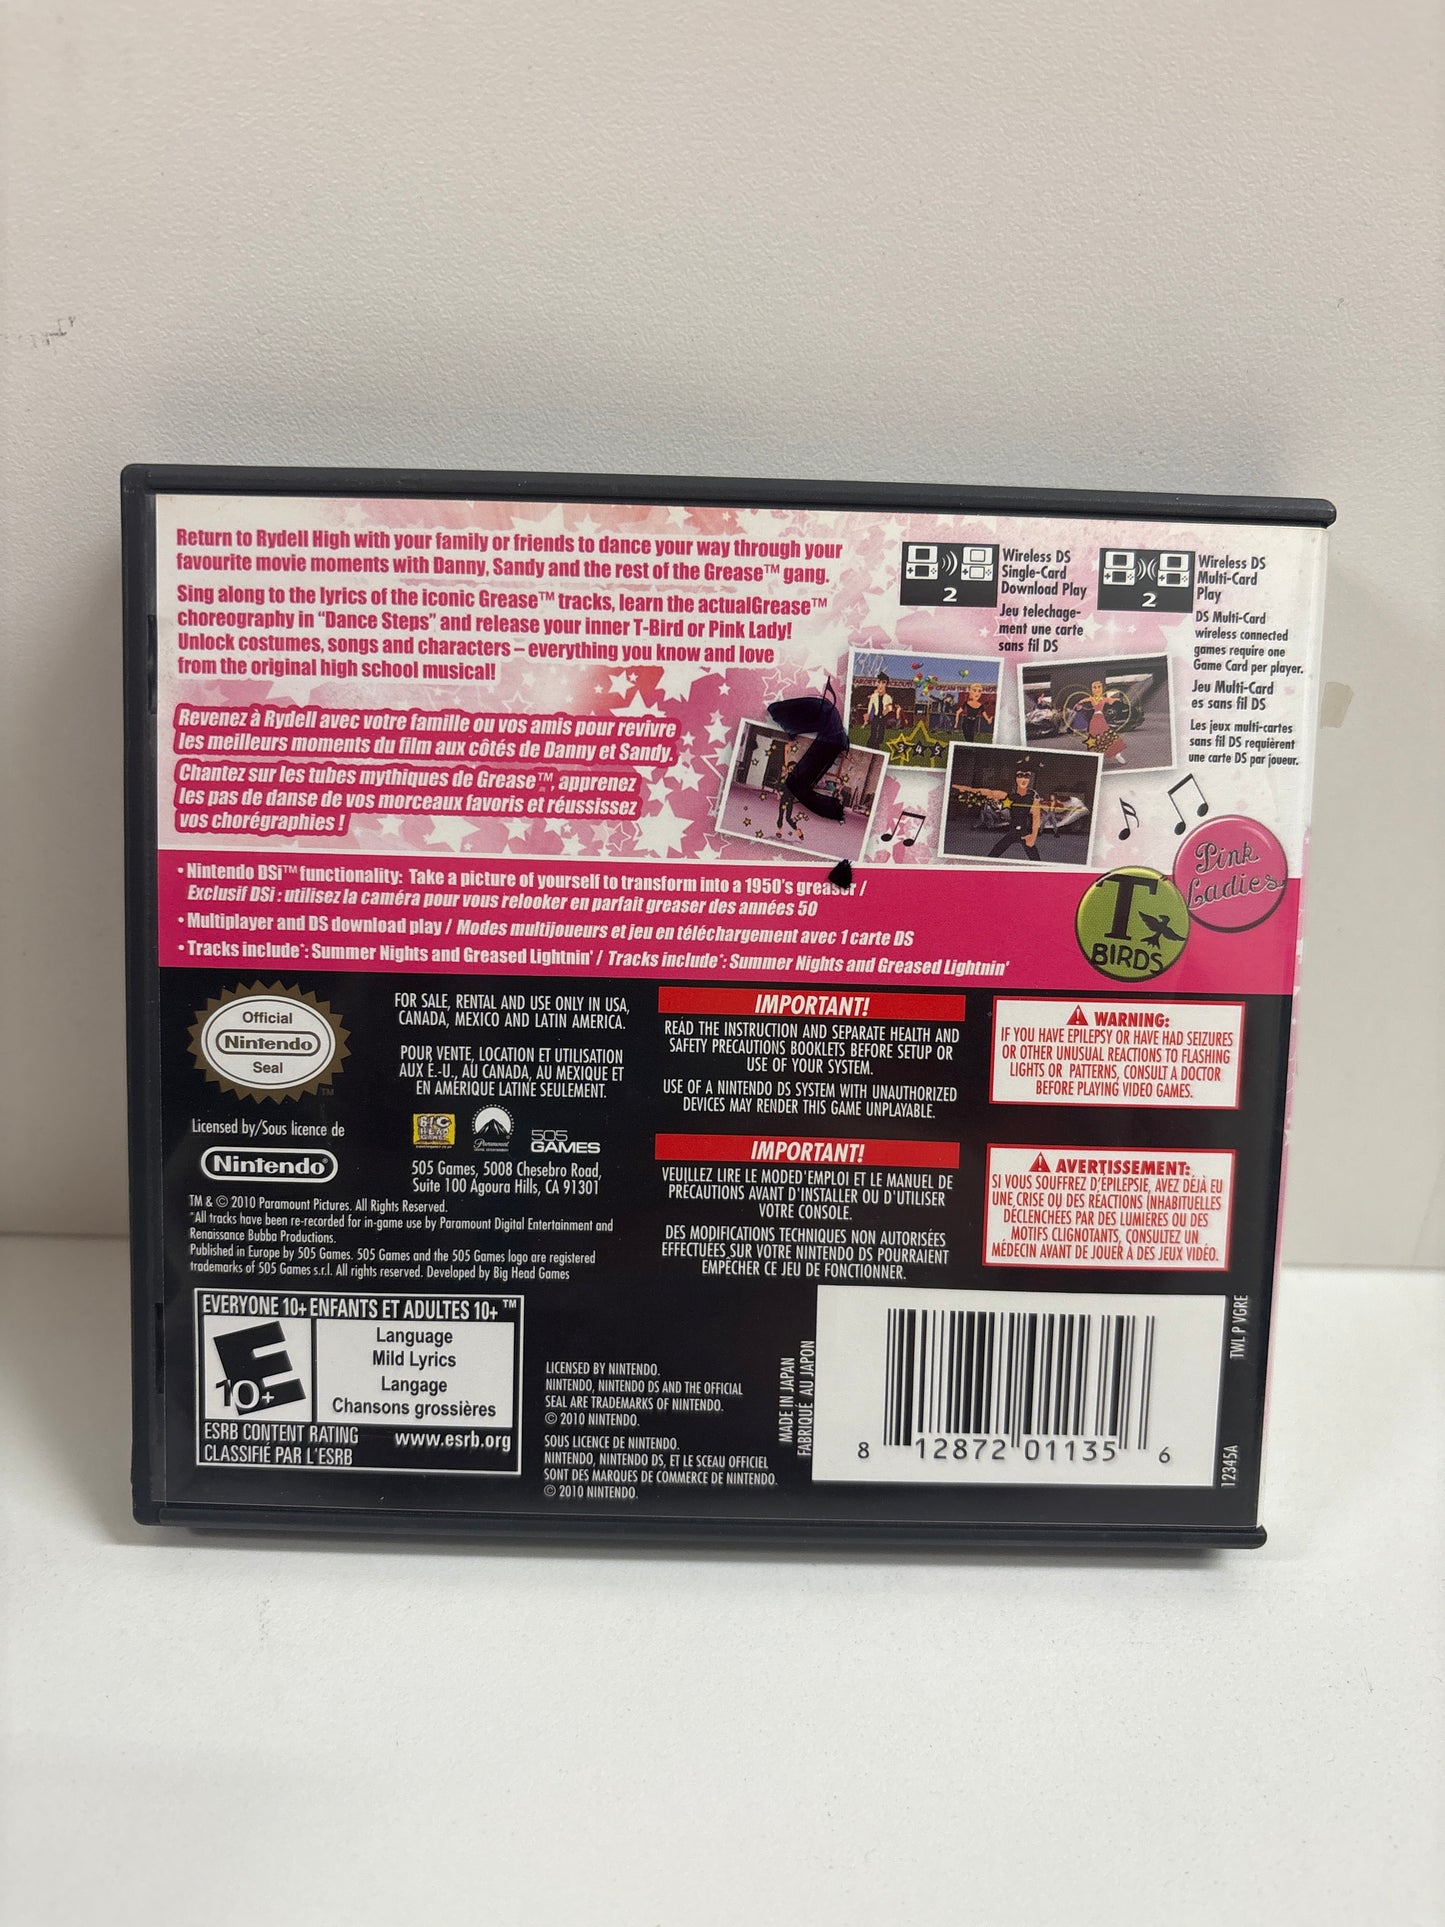 Return to Rydell High with your family or friends to dance your way through your
favourite movie moments with Danny, Sandy and the rest of the Grease™ gang.
Sing along to the lyrics of the iconic Grease™ tracks, learn the actualGrease™
choreography in "Dance Steps" and release your inner T-Bird or Pink Lady!
Unlock costumes, songs and characters – everything you know and love
from the original high school musical!
Revenez à Rydell avec votre famille ou vos amis pour revivre
les meilleurs moments du film aux côtés de Danny et Sandy.
Chantez sur les tubes mythiques de Grease™, apprenez
les pas de danse de vos morceaux favoris et réussissez
vos chorégraphies !
2
Wireless DS
Single-Card
Download Play
Jeu telechage-
ment une carte
sans fil DS
2
Wireless DS
Multi-Card
Play
DS Multi-Card
wireless connected
games require one
Game Card per player.
Jeu Multi-Card
es sans fil DS
Les jeux multi-cartes
sans fil DS requièrent
une carte DS par joueur.
3 4 5
• Nintendo DSi™ functionality: Take a picture of yourself to transform into a 1950's greaser /
Exclusif DSi : utilisez la caméra pour vous relooker en parfait greaser des années 50
• Multiplayer and DS download play / Modes multijoueurs et jeu en téléchargement avec 1 carte DS
• Tracks include*: Summer Nights and Greased Lightnin' / Tracks include*: Summer Nights and Greased Lightnin'
T
BIRDS
Pink
Ladies
Official
Nintendo
Seal
TM
FOR SALE, RENTAL AND USE ONLY IN USA,
CANADA, MEXICO AND LATIN AMERICA.
POUR VENTE, LOCATION ET UTILISATION
AUX É.-U., AU CANADA, AU MEXIQUE ET
EN AMÉRIQUE LATINE SEULEMENT.
Licensed by/Sous licence de
Nintendo®
BIG
HEAD
GAMES
Paramount
505
GAMES
505 Games, 5008 Chesebro Road,
Suite 100 Agoura Hills, CA 91301
TM & © 2010 Paramount Pictures. All Rights Reserved.
*All tracks have been re-recorded for in-game use by Paramount Digital Entertainment and
Renaissance Bubba Productions.
Published in Europe by 505 Games. 505 Games and the 505 Games logo are registered
trademarks of 505 Games s.r.l. All rights reserved. Developed by Big Head Games
IMPORTANT!
READ THE INSTRUCTION AND SEPARATE HEALTH AND
SAFETY PRECAUTIONS BOOKLETS BEFORE SETUP OR
USE OF YOUR SYSTEM.
USE OF A NINTENDO DS SYSTEM WITH UNAUTHORIZED
DEVICES MAY RENDER THIS GAME UNPLAYABLE.
IMPORTANT!
VEUILLEZ LIRE LE MODED'EMPLOI ET LE MANUEL DE
PRÉCAUTIONS AVANT D'INSTALLER OU D'UTILISER
VOTRE CONSOLE.
DES MODIFICATIONS TECHNIQUES NON AUTORISÉES
EFFECTUÉES SUR VOTRE NINTENDO DS POURRAIENT
EMPÊCHER CE JEU DE FONCTIONNER.
WARNING:
IF YOU HAVE EPILEPSY OR HAVE HAD SEIZURES
OR OTHER UNUSUAL REACTIONS TO FLASHING
LIGHTS OR PATTERNS, CONSULT A DOCTOR
BEFORE PLAYING VIDEO GAMES.
AVERTISSEMENT:
SI VOUS SOUFFREZ D'ÉPILEPSIE, AVEZ DÉJÀ EU
UNE CRISE OU DES RÉACTIONS INHABITUELLES
DÉCLENCHÉES PAR DES LUMIÈRES OU DES
MOTIFS CLIGNOTANTS, CONSULTEZ UN
MÉDECIN AVANT DE JOUER À DES JEUX VIDÉO.
EVERYONE 10+ ENFANTS ET ADULTES 10+ ™
E
10+
Language
Mild Lyrics
Langage
Chansons grossières
ESRB CONTENT RATING
CLASSIFIÉ PAR L'ESRB
www.esrb.org
LICENSED BY NINTENDO.
NINTENDO, NINTENDO DS AND THE OFFICIAL
SEAL ARE TRADEMARKS OF NINTENDO.
© 2010 NINTENDO.
SOUS LICENCE DE NINTENDO.
NINTENDO, NINTENDO DS, ET LE SCEAU OFFICIEL
SONT DES MARQUES DE COMMERCE DE NINTENDO.
© 2010 NINTENDO.
MADE IN JAPAN
FABRIQUÉ AU JAPON
8 12872 01135 6
TWL P VGRE
12345A